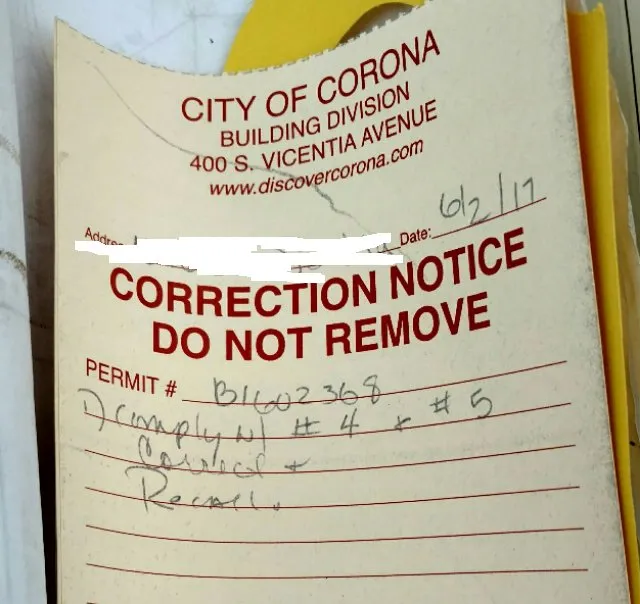 CITY OF CORONA
BUILDING DIVISION
400 S. VICENTIA AVENUE
www.discovercorona.com
Date: 6/2/17
CORRECTION NOTICE
DO NOT REMOVE
PERMIT # B1602368
1) Comply w/ #4 + #5
Correct +
Recall.